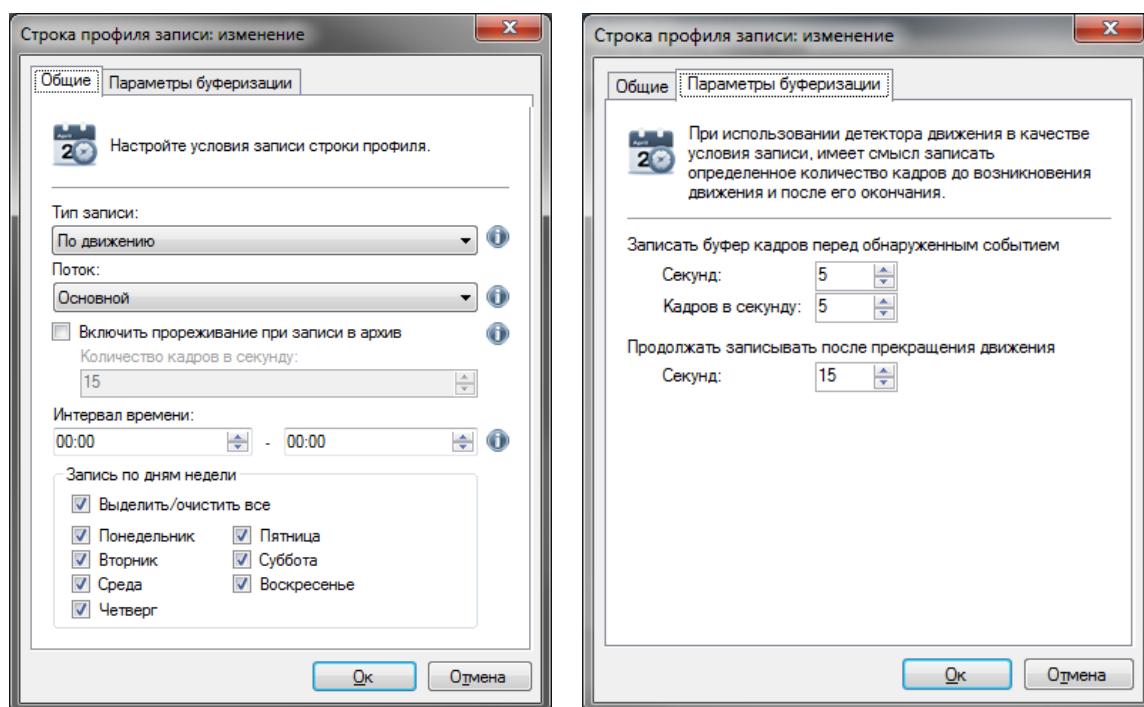 Строка профиля записи: изменение
Общие
Параметры буферизации
April
2
Настройте условия записи строки профиля.
Тип записи:
По движению
Поток:
Основной
Включить прореживание при записи в архив
Количество кадров в секунду:
15
Интервал времени:
00:00 - 00:00
Запись по дням недели
Выделить/очистить все
Понедельник Пятница
Вторник Суббота
Среда Воскресенье
Четверг
Ок Отмена
Строка профиля записи: изменение
Общие
Параметры буферизации
April
2
При использовании детектора движения в качестве
условия записи, имеет смысл записать
определенное количество кадров до возникновения
движения и после его окончания.
Записать буфер кадров перед обнаруженным событием
Секунд: 5
Кадров в секунду: 5
Продолжать записывать после прекращения движения
Секунд: 15
Ок Отмена